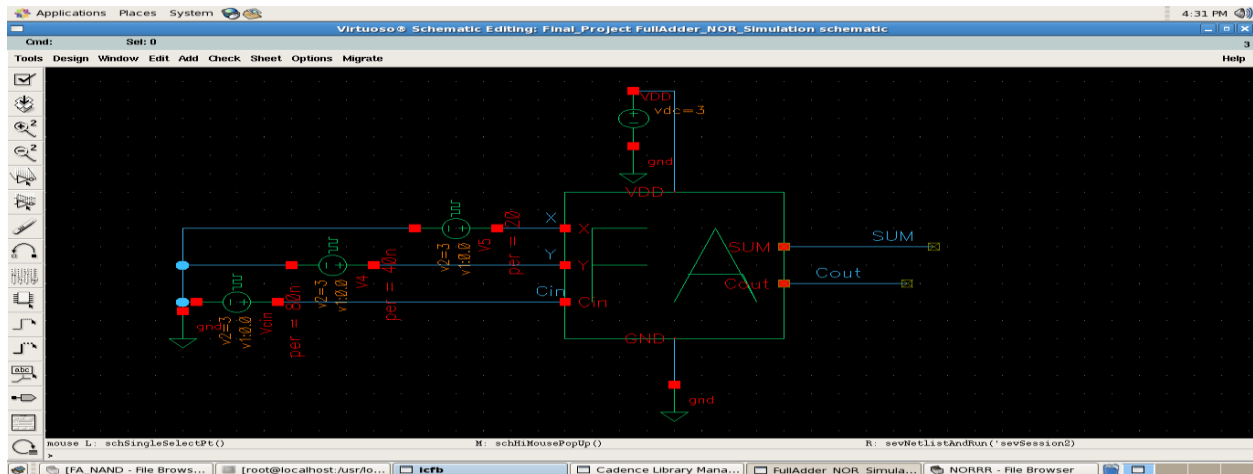 Applications Places System 4:31 PM
Virtuoso® Schematic Editing: Final_Project FullAdder_NOR_Simulation schematic
Cmd: Sel: 0
3
Tools Design Window Edit Add Check Sheet Options Migrate Help
VDD
vdc=3
gnd
VDD
X
X
v2=3
v1:0.0
v5
per = 20
SUM
SUM
Y
Y
v2=3
v1:0.0
v4
per = 40n
Cout
Cout
Cin
Cin
gnd
v2=3
v1:0.0
per = 80n
GND
gnd
abc
mouse L: schSingleSelectPt() M: schHiMousePopUp() R: sevNetlistAndRun('sevSession2)
>
[FA_NAND - File Brows... [root@localhost:/usr/lo... icfb Cadence Library Mana... FullAdder_NOR_Simula... NORRR - File Browser